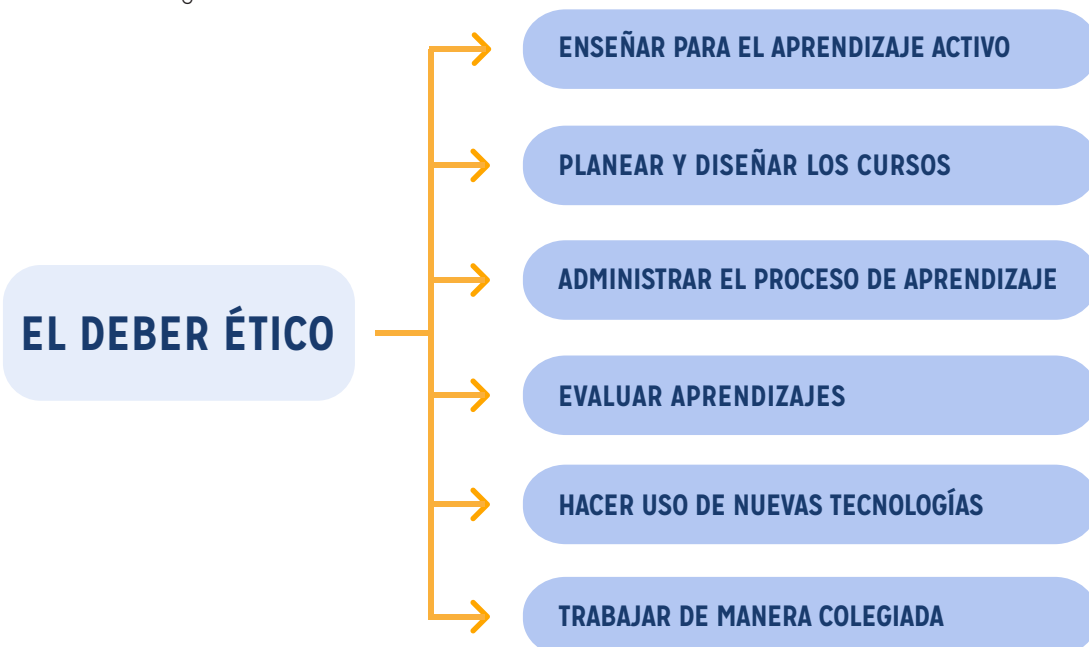 ENSEÑAR PARA EL APRENDIZAJE ACTIVO
PLANEAR Y DISEÑAR LOS CURSOS
ADMINISTRAR EL PROCESO DE APRENDIZAJE
EL DEBER ÉTICO
EVALUAR APRENDIZAJES
HACER USO DE NUEVAS TECNOLOGÍAS
TRABAJAR DE MANERA COLEGIADA